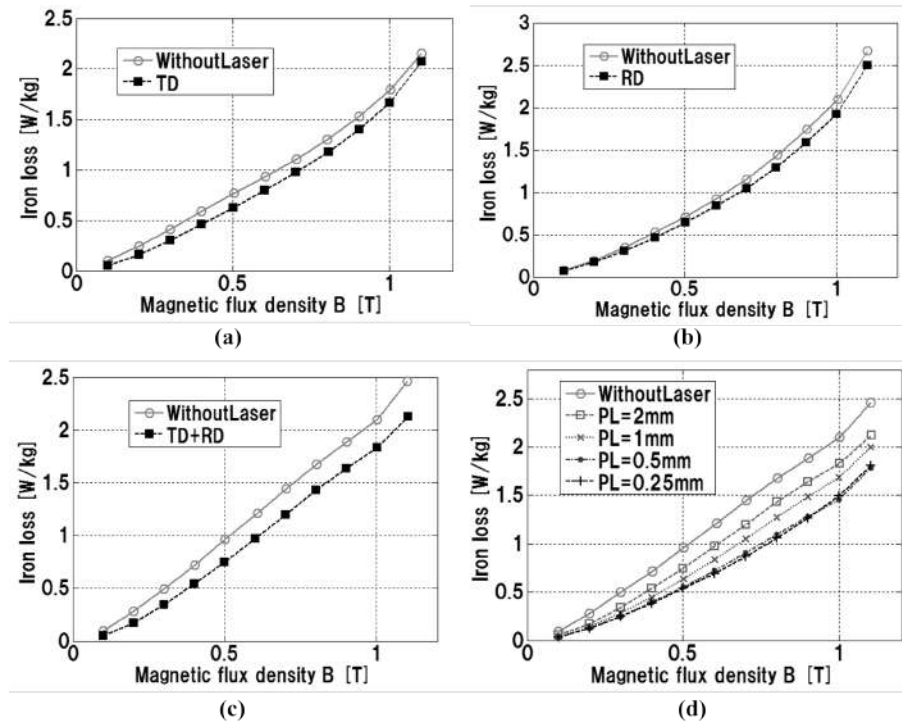 2.5
2
1.5
1
0.5
0
Iron loss [W/kg]
WithoutLaser
TD
0.5
1
Magnetic flux density B [T]
(a)
3
2.5
2
1.5
1
0.5
0
Iron loss [W/kg]
WithoutLaser
RD
0.5
1
Magnetic flux density B [T]
(b)
2.5
2
1.5
1
0.5
0
Iron loss [W/kg]
WithoutLaser
TD+RD
0.5
1
Magnetic flux density B [T]
(c)
2.5
2
1.5
1
0.5
0
Iron loss [W/kg]
WithoutLaser
PL=2mm
PL=1mm
PL=0.5mm
PL=0.25mm
0.5
1
Magnetic flux density B [T]
(d)